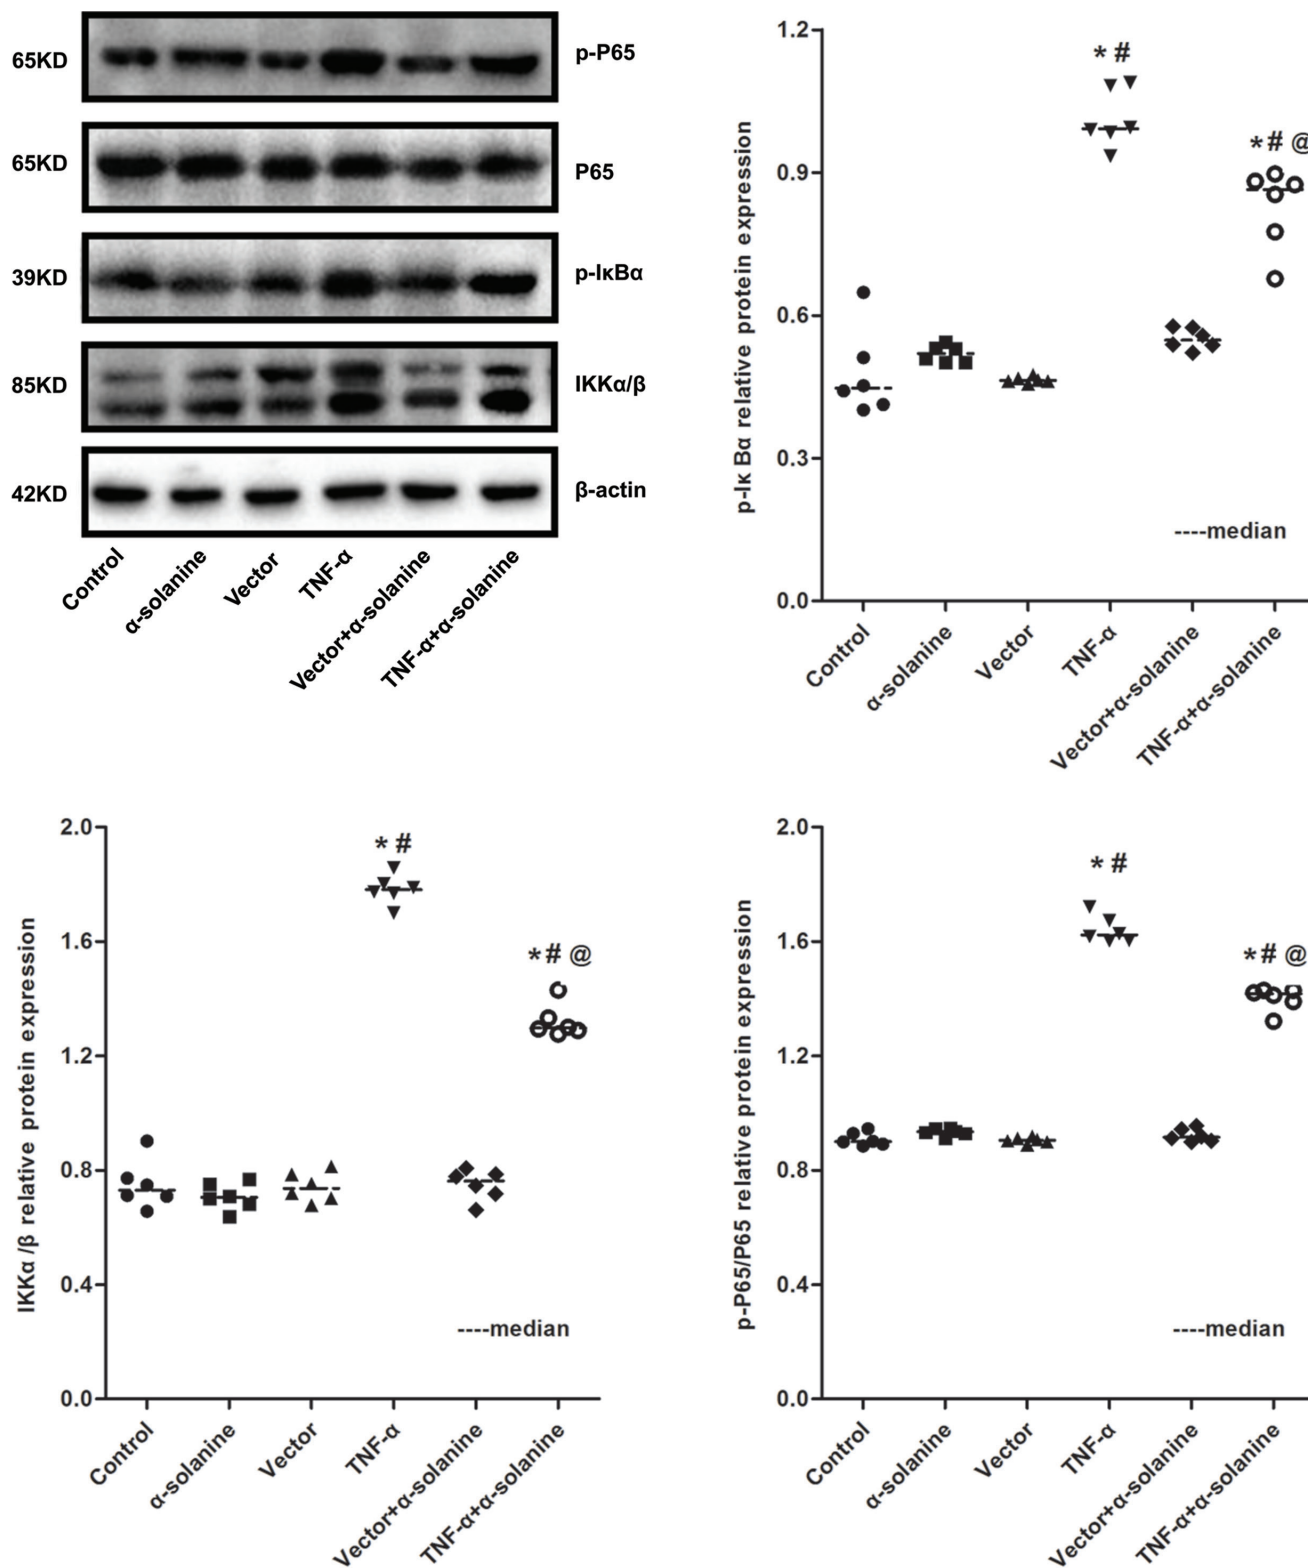 65KD
p-P65
65KD
P65
39KD
p-IκBα
85KD
IKKα/β
42KD
β-actin
Control
α-solanine
Vector
TNF-α
Vector+α-solanine
TNF-α+α-solanine
p-Iκ Bα relative protein expression
1.2
0.9
0.6
0.3
0.0
* #
* # @
----median
Control
α-solanine
Vector
TNF-α
Vector+α-solanine
TNF-α+α-solanine
IKKα /β relative protein expression
2.0
1.6
1.2
0.8
0.4
0.0
* #
* # @
----median
Control
α-solanine
Vector
TNF-α
Vector+α-solanine
TNF-α+α-solanine
p-P65/P65 relative protein expression
2.0
1.6
1.2
0.8
0.4
0.0
* #
* # @
----median
Control
α-solanine
Vector
TNF-α
Vector+α-solanine
TNF-α+α-solanine